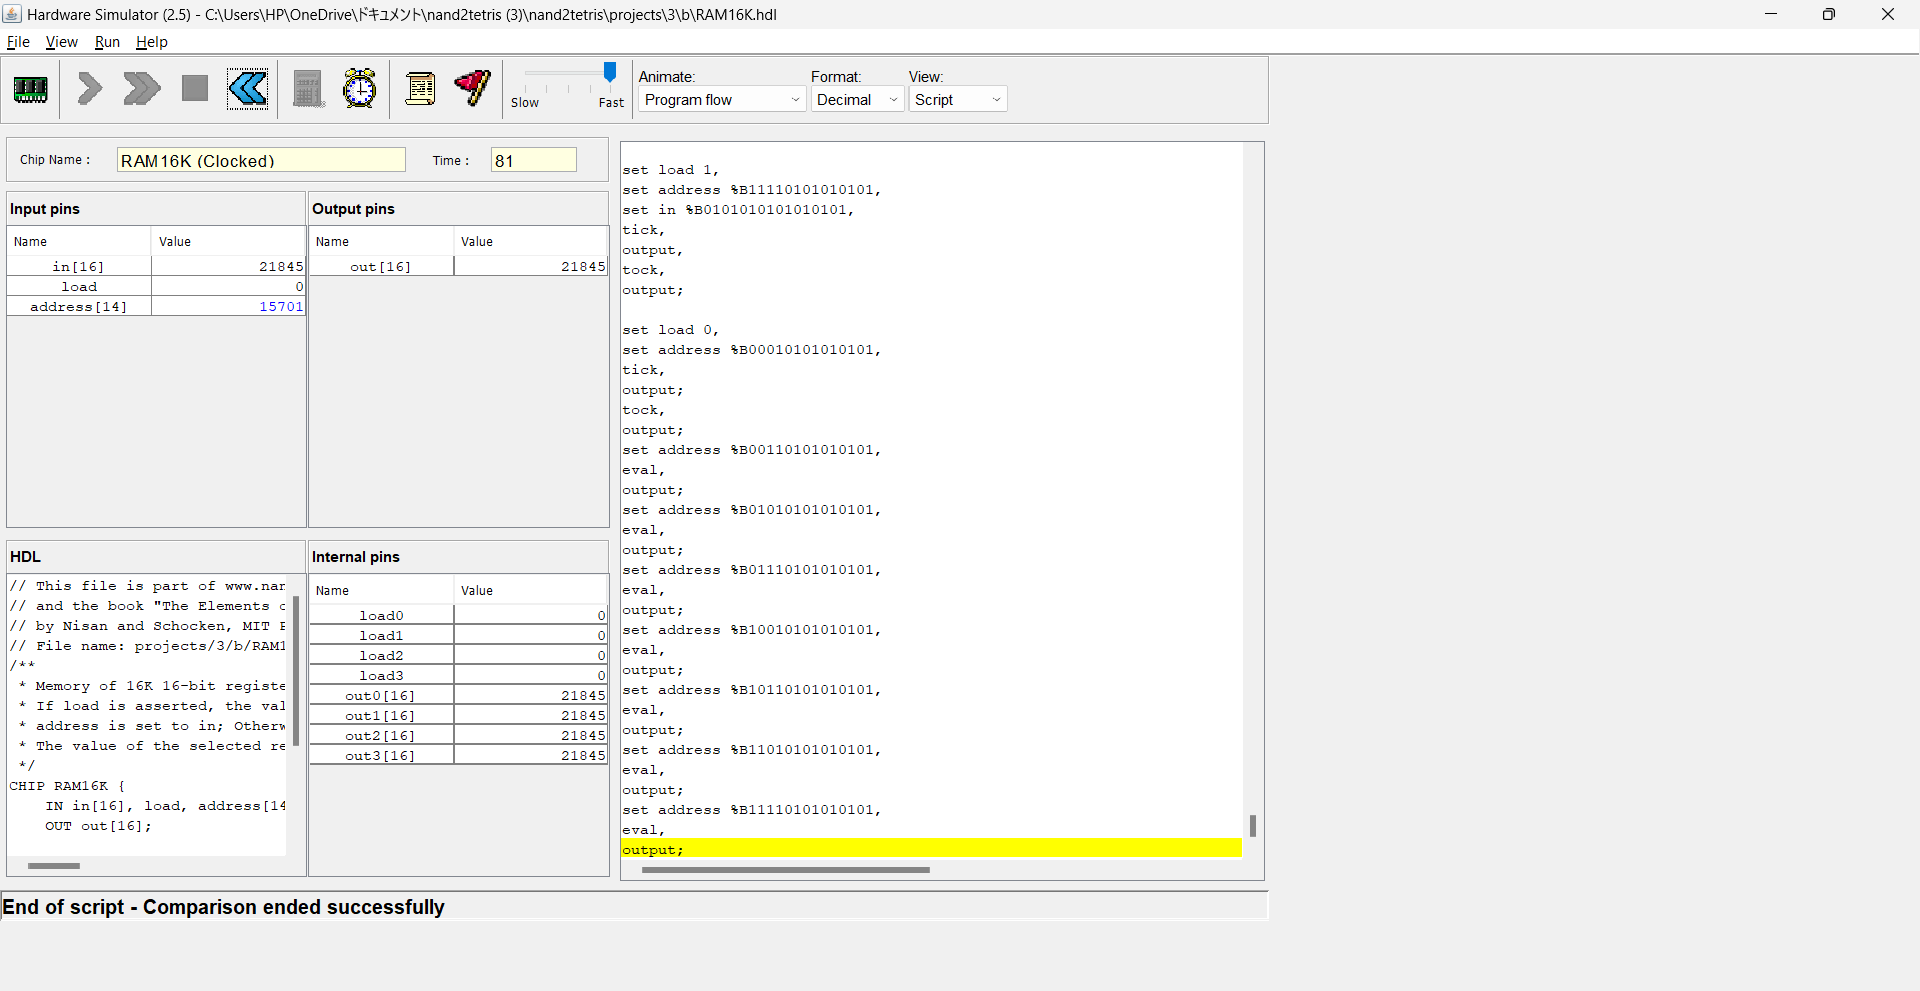 Hardware Simulator (2.5) - C:\Users\HP\OneDrive\ドキュメント\nand2tetris (3)\nand2tetris\projects\3\b\RAM16K.hdl
File View Run Help
Slow Fast
Animate: Format: View:
Program flow Decimal Script
Chip Name : RAM16K (Clocked) Time : 81
Input pins
Name Value
in[16] 21845
load 0
address[14] 15701
Output pins
Name Value
out[16] 21845
HDL
// This file is part of www.nan
// and the book "The Elements o
// by Nisan and Schocken, MIT P
// File name: projects/3/b/RAM1
/**
* Memory of 16K 16-bit registe
* If load is asserted, the val
* address is set to in; Otherw
* The value of the selected re
*/
CHIP RAM16K {
IN in[16], load, address[14
OUT out[16];
Internal pins
Name Value
load0 0
load1 0
load2 0
load3 0
out0[16] 21845
out1[16] 21845
out2[16] 21845
out3[16] 21845
set load 1,
set address %B11110101010101,
set in %B0101010101010101,
tick,
output,
tock,
output;
set load 0,
set address %B00010101010101,
tick,
output;
tock,
output;
set address %B00110101010101,
eval,
output;
set address %B01010101010101,
eval,
output;
set address %B01110101010101,
eval,
output;
set address %B10010101010101,
eval,
output;
set address %B10110101010101,
eval,
output;
set address %B11010101010101,
eval,
output;
set address %B11110101010101,
eval,
output;
End of script - Comparison ended successfully